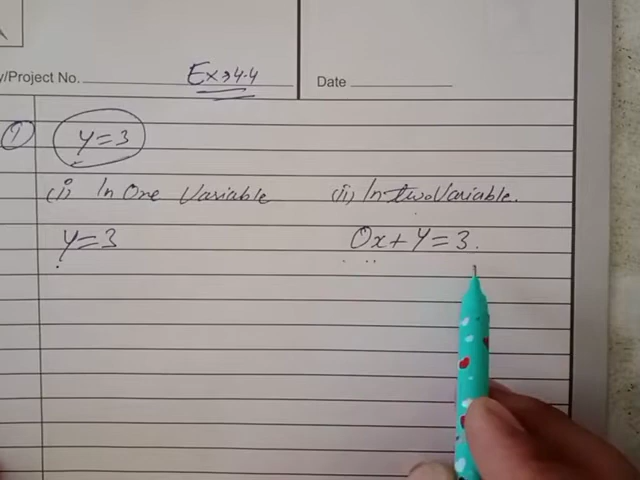 y/Project No. Ex→4.4 Date
1 y=3
(i) In One Variable (ii) In two Variable.
y=3 0x+y=3.